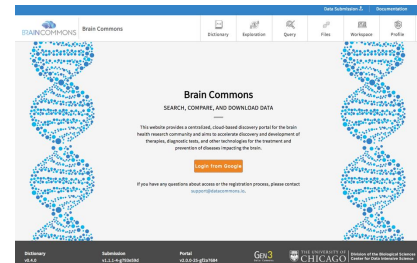 Data Submission
Documentation
BRAINCOMMONS
Brain Commons
Dictionary
Exploration
Query
Files
Workspace
Profile
Brain Commons
SEARCH, COMPARE, AND DOWNLOAD DATA
This website provides a centralized, cloud-based discovery portal for the brain
health research community and aims to accelerate discovery and development of
therapies, diagnostic tests, and other technologies for the treatment and
prevention of diseases impacting the brain.
Login from Google
If you have any questions about access or the registration process, please contact
support@datacommons.io.
Dictionary
v0.4.0
Submission
Portal
GEN3
THE UNIVERSITY OF
CHICAGO
Division of the Biological Sciences
Center for Data Intensive Science